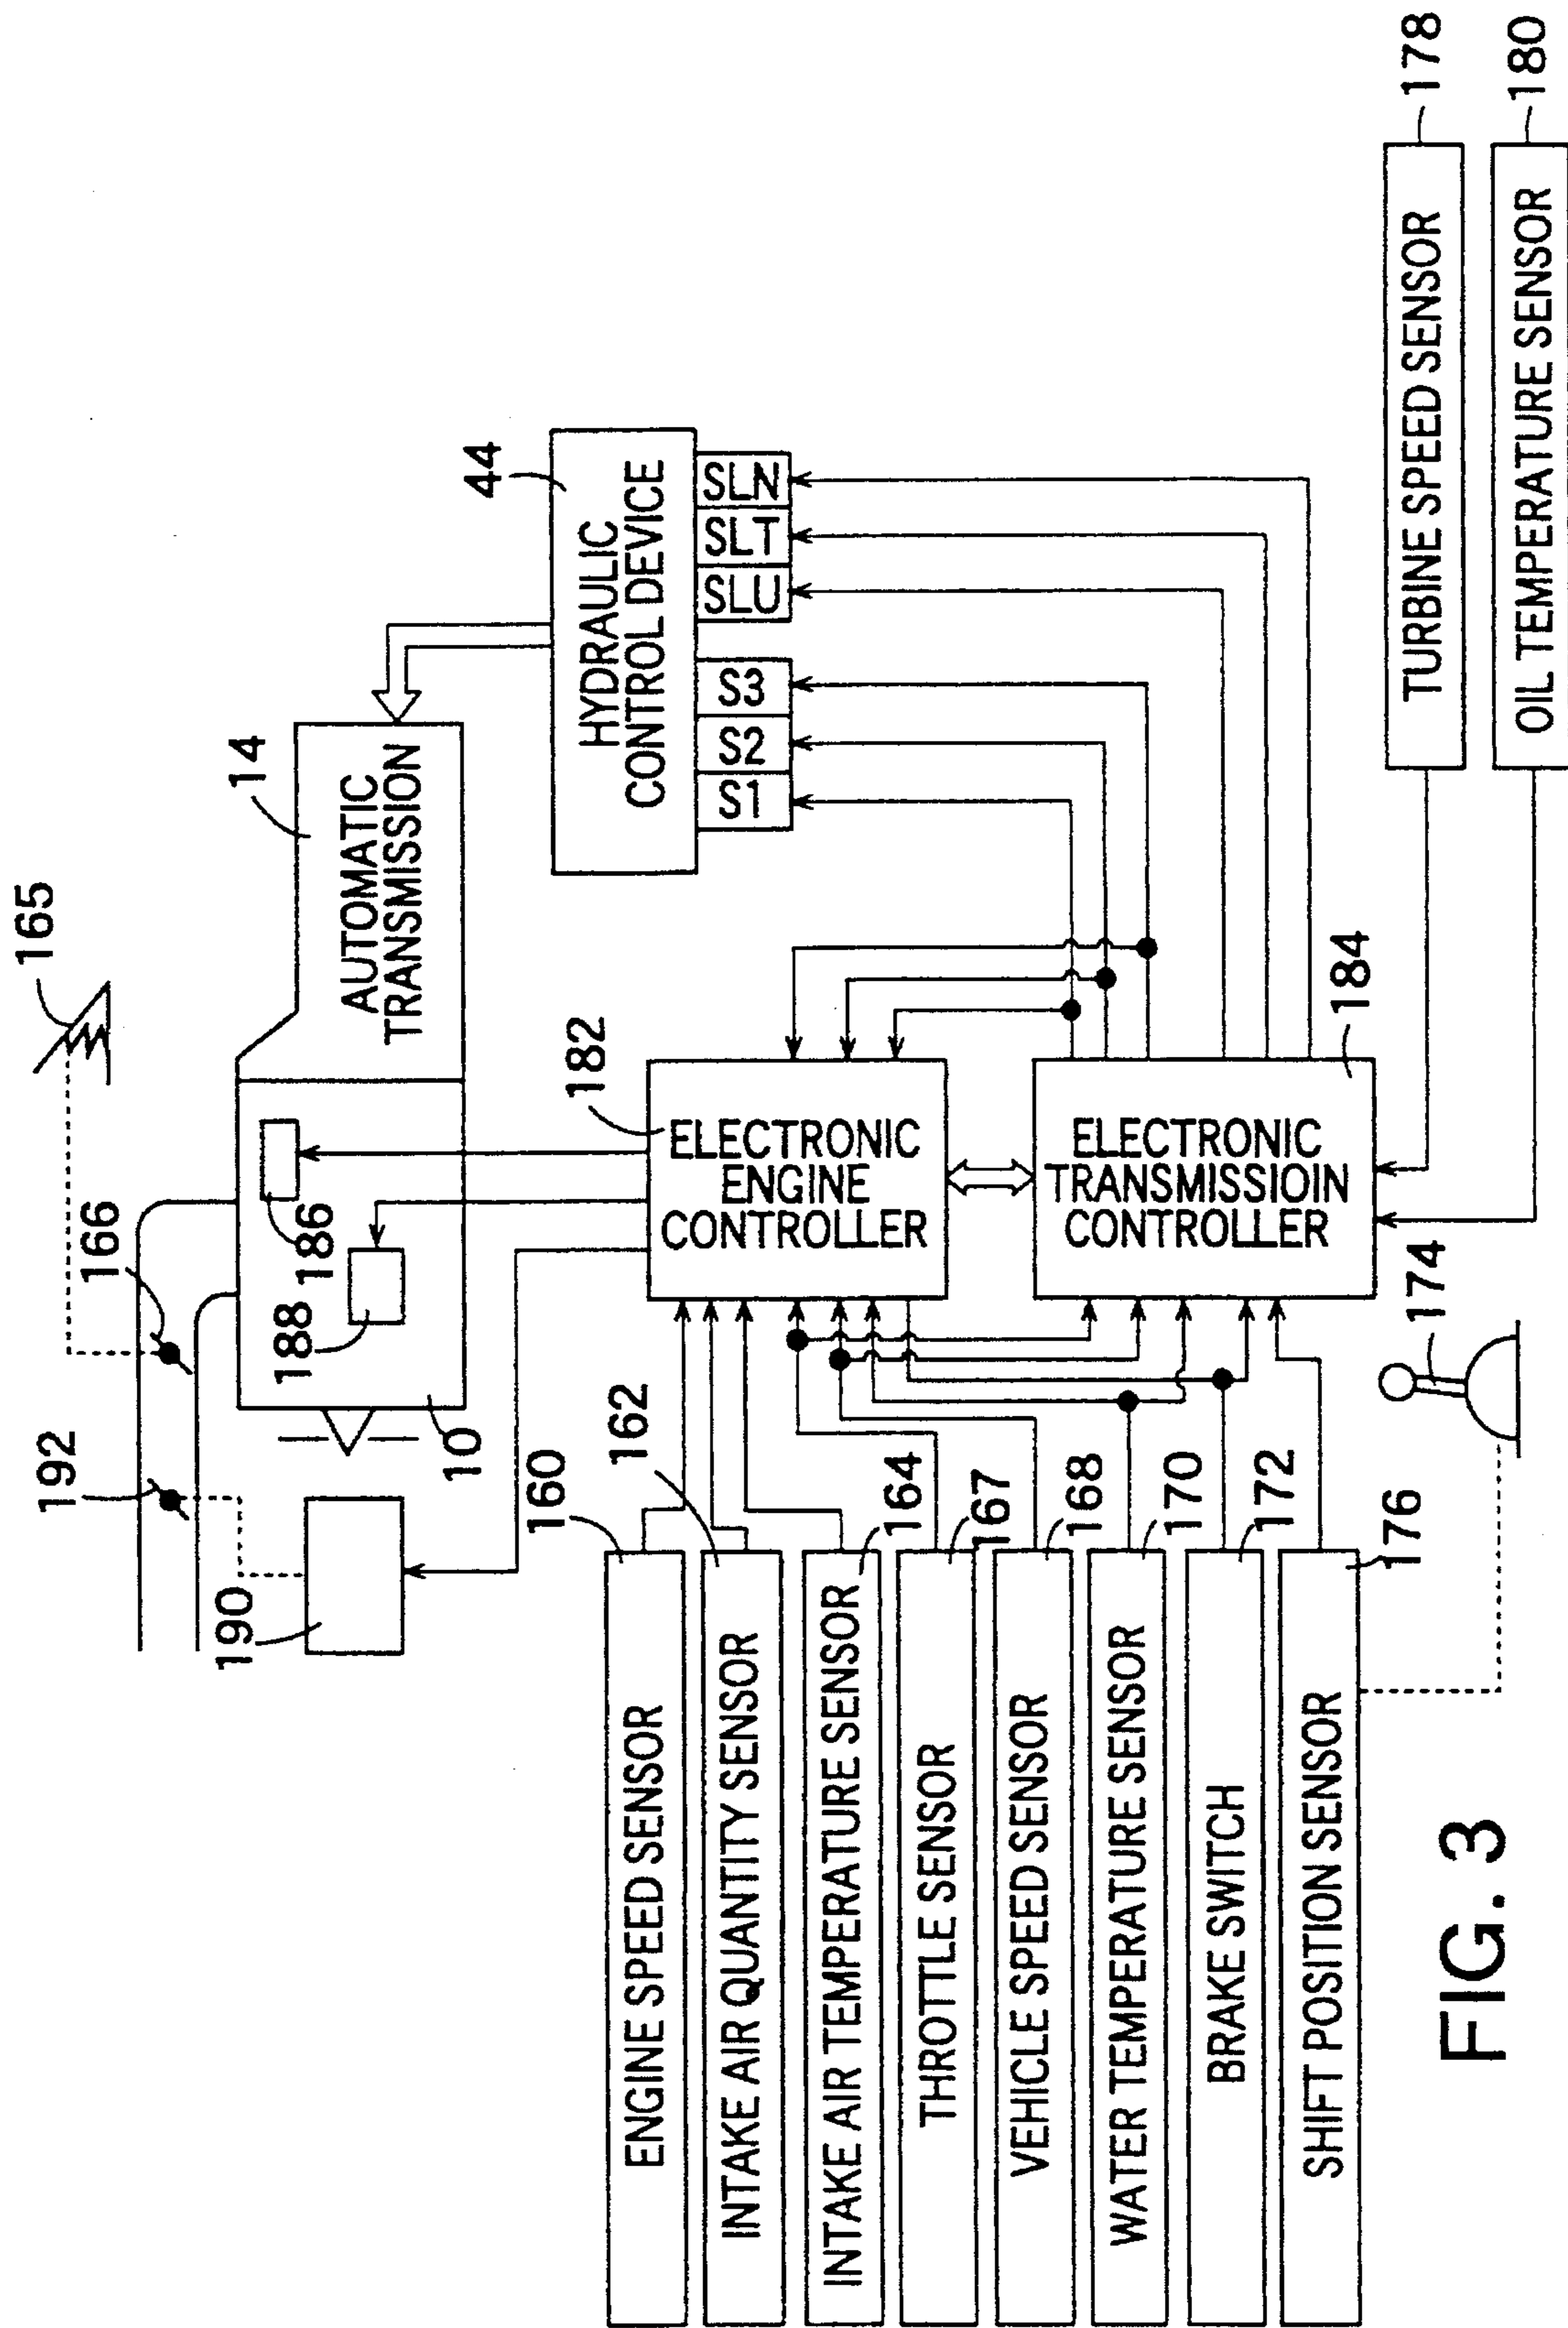 165
192
166
14
AUTOMATIC
TRANSMISSION
186
188
10
190
44
HYDRAULIC
CONTROL DEVICE
S1
S2
S3
SLU
SLT
SLN
182
ELECTRONIC
ENGINE
CONTROLLER
184
ELECTRONIC
TRANSMISSIOIN
CONTROLLER
160
ENGINE SPEED SENSOR
162
INTAKE AIR QUANTITY SENSOR
164
INTAKE AIR TEMPERATURE SENSOR
167
THROTTLE SENSOR
168
VEHICLE SPEED SENSOR
170
WATER TEMPERATURE SENSOR
172
BRAKE SWITCH
176
SHIFT POSITION SENSOR
174
TURBINE SPEED SENSOR
178
OIL TEMPERATURE SENSOR
180
FIG. 3